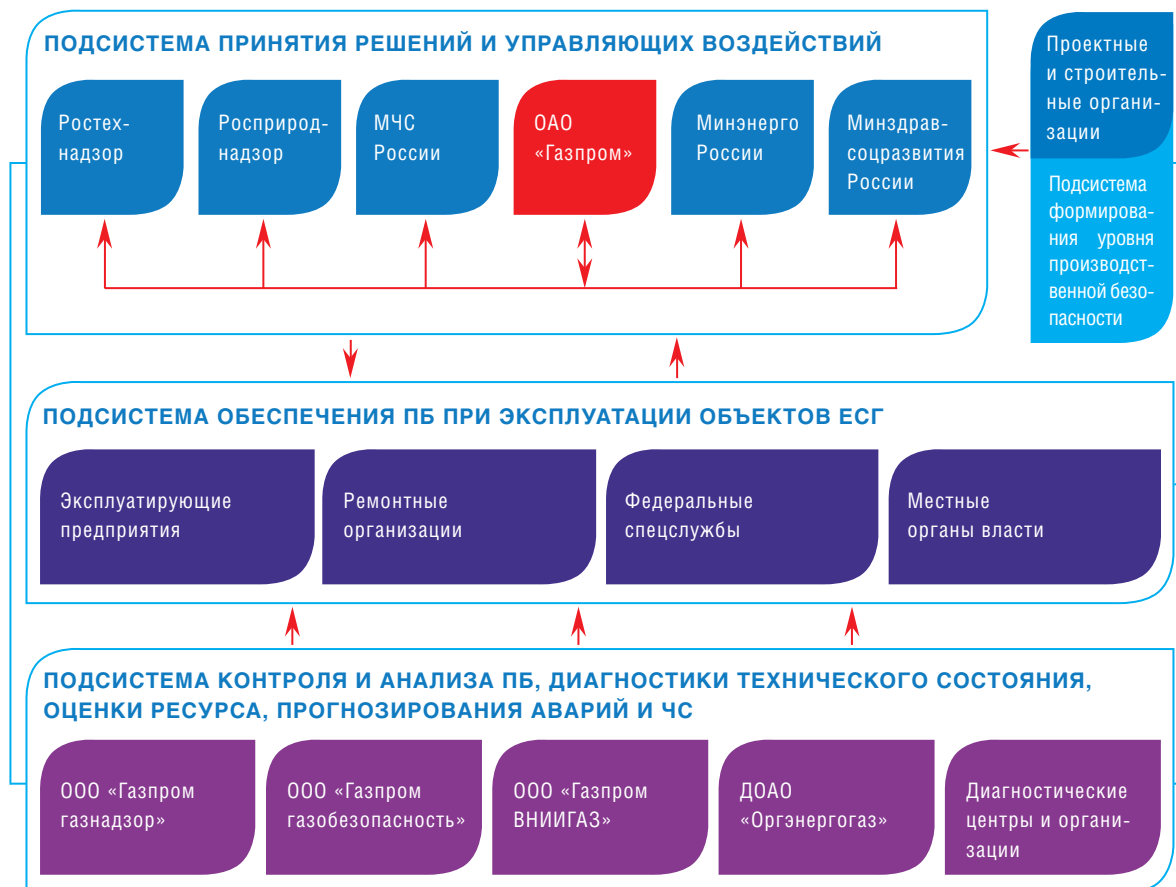 ПОДСИСТЕМА ПРИНЯТИЯ РЕШЕНИЙ И УПРАВЛЯЮЩИХ ВОЗДЕЙСТВИЙ
Ростех-
надзор
Росприрод-
надзор
МЧС
России
ОАО
«Газпром»
Минэнерго
России
Минздрав-
соцразвития
России
Проектные
и строитель-
ные органи-
зации
Подсистема
формирова-
ния уровня
производст-
венной безо-
пасности
ПОДСИСТЕМА ОБЕСПЕЧЕНИЯ ПБ ПРИ ЭКСПЛУАТАЦИИ ОБЪЕКТОВ ЕСГ
Эксплуатирующие
предприятия
Ремонтные
организации
Федеральные
спецслужбы
Местные
органы власти
ПОДСИСТЕМА КОНТРОЛЯ И АНАЛИЗА ПБ, ДИАГНОСТИКИ ТЕХНИЧЕСКОГО СОСТОЯНИЯ,
ОЦЕНКИ РЕСУРСА, ПРОГНОЗИРОВАНИЯ АВАРИЙ И ЧС
ООО «Газпром
газнадзор»
ООО «Газпром
газобезопасность»
ООО «Газпром
ВНИИГАЗ»
ДОАО
«Оргэнергогаз»
Диагностические
центры и органи-
зации